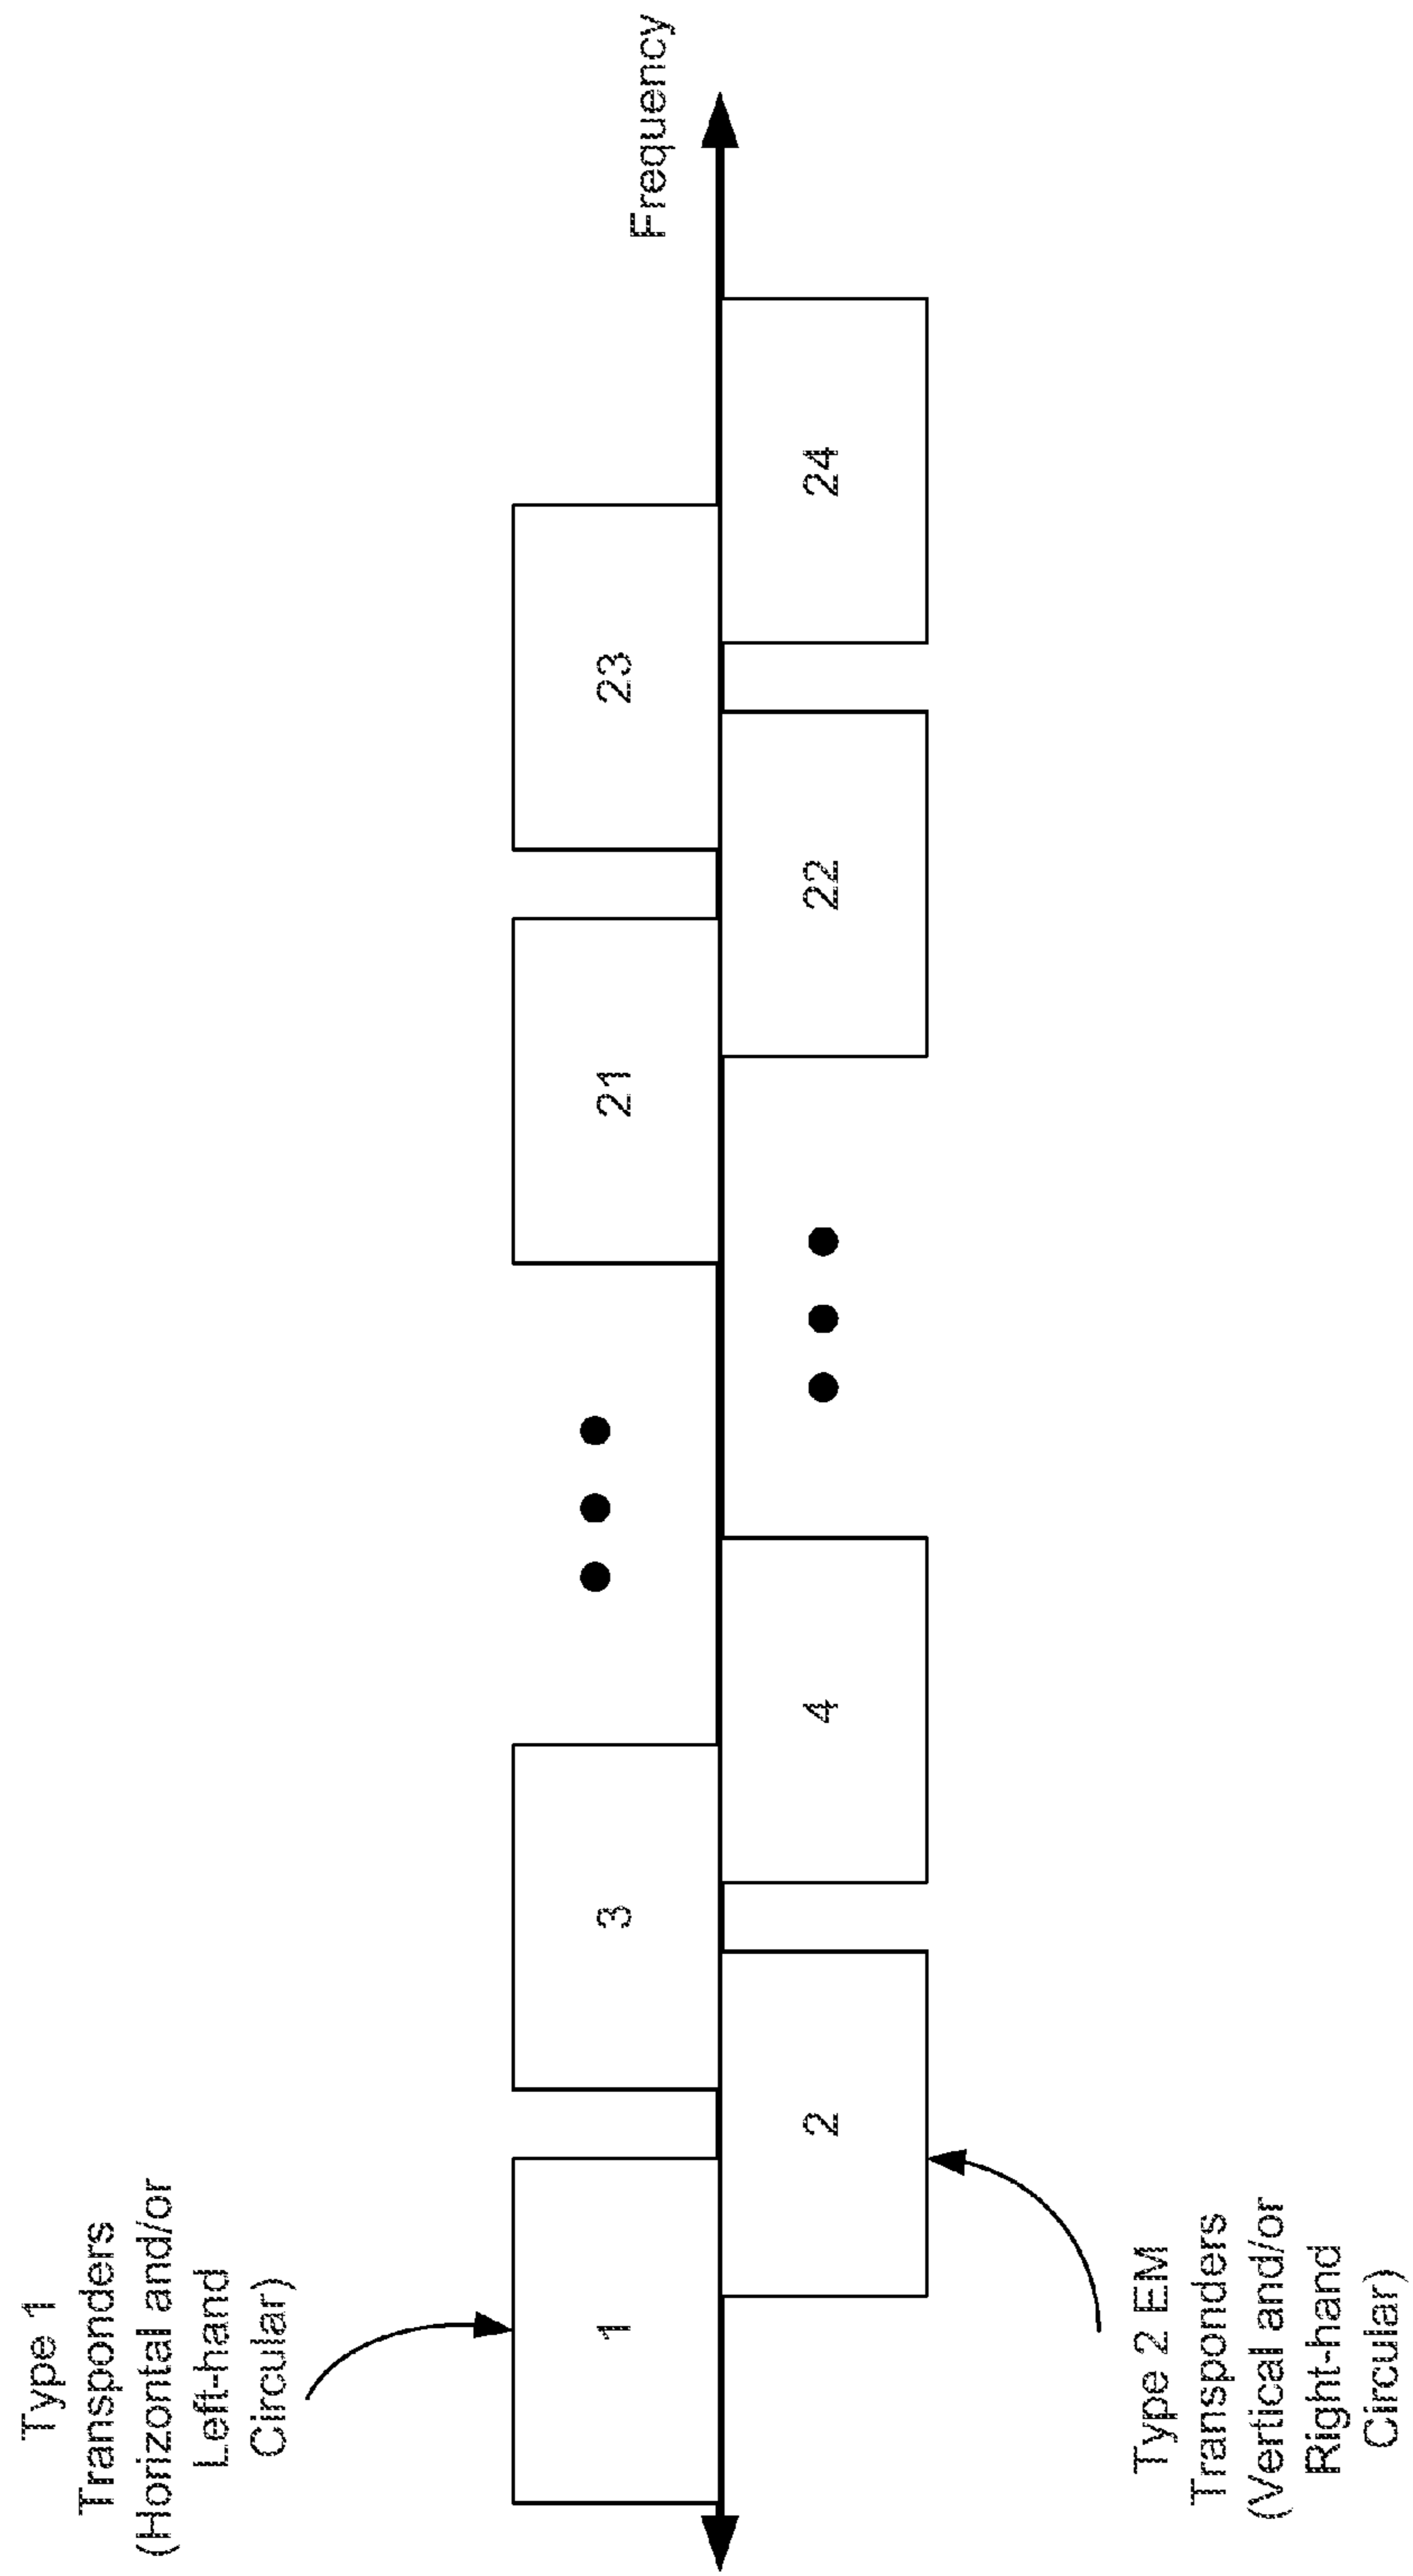 Type 1
Transponders
(Horizontal and/or
Left-hand
Circular)
1
3
21
23
Frequency
2
4
22
24
Type 2 EM
Transponders
(Vertical and/or
Right-hand
Circular)